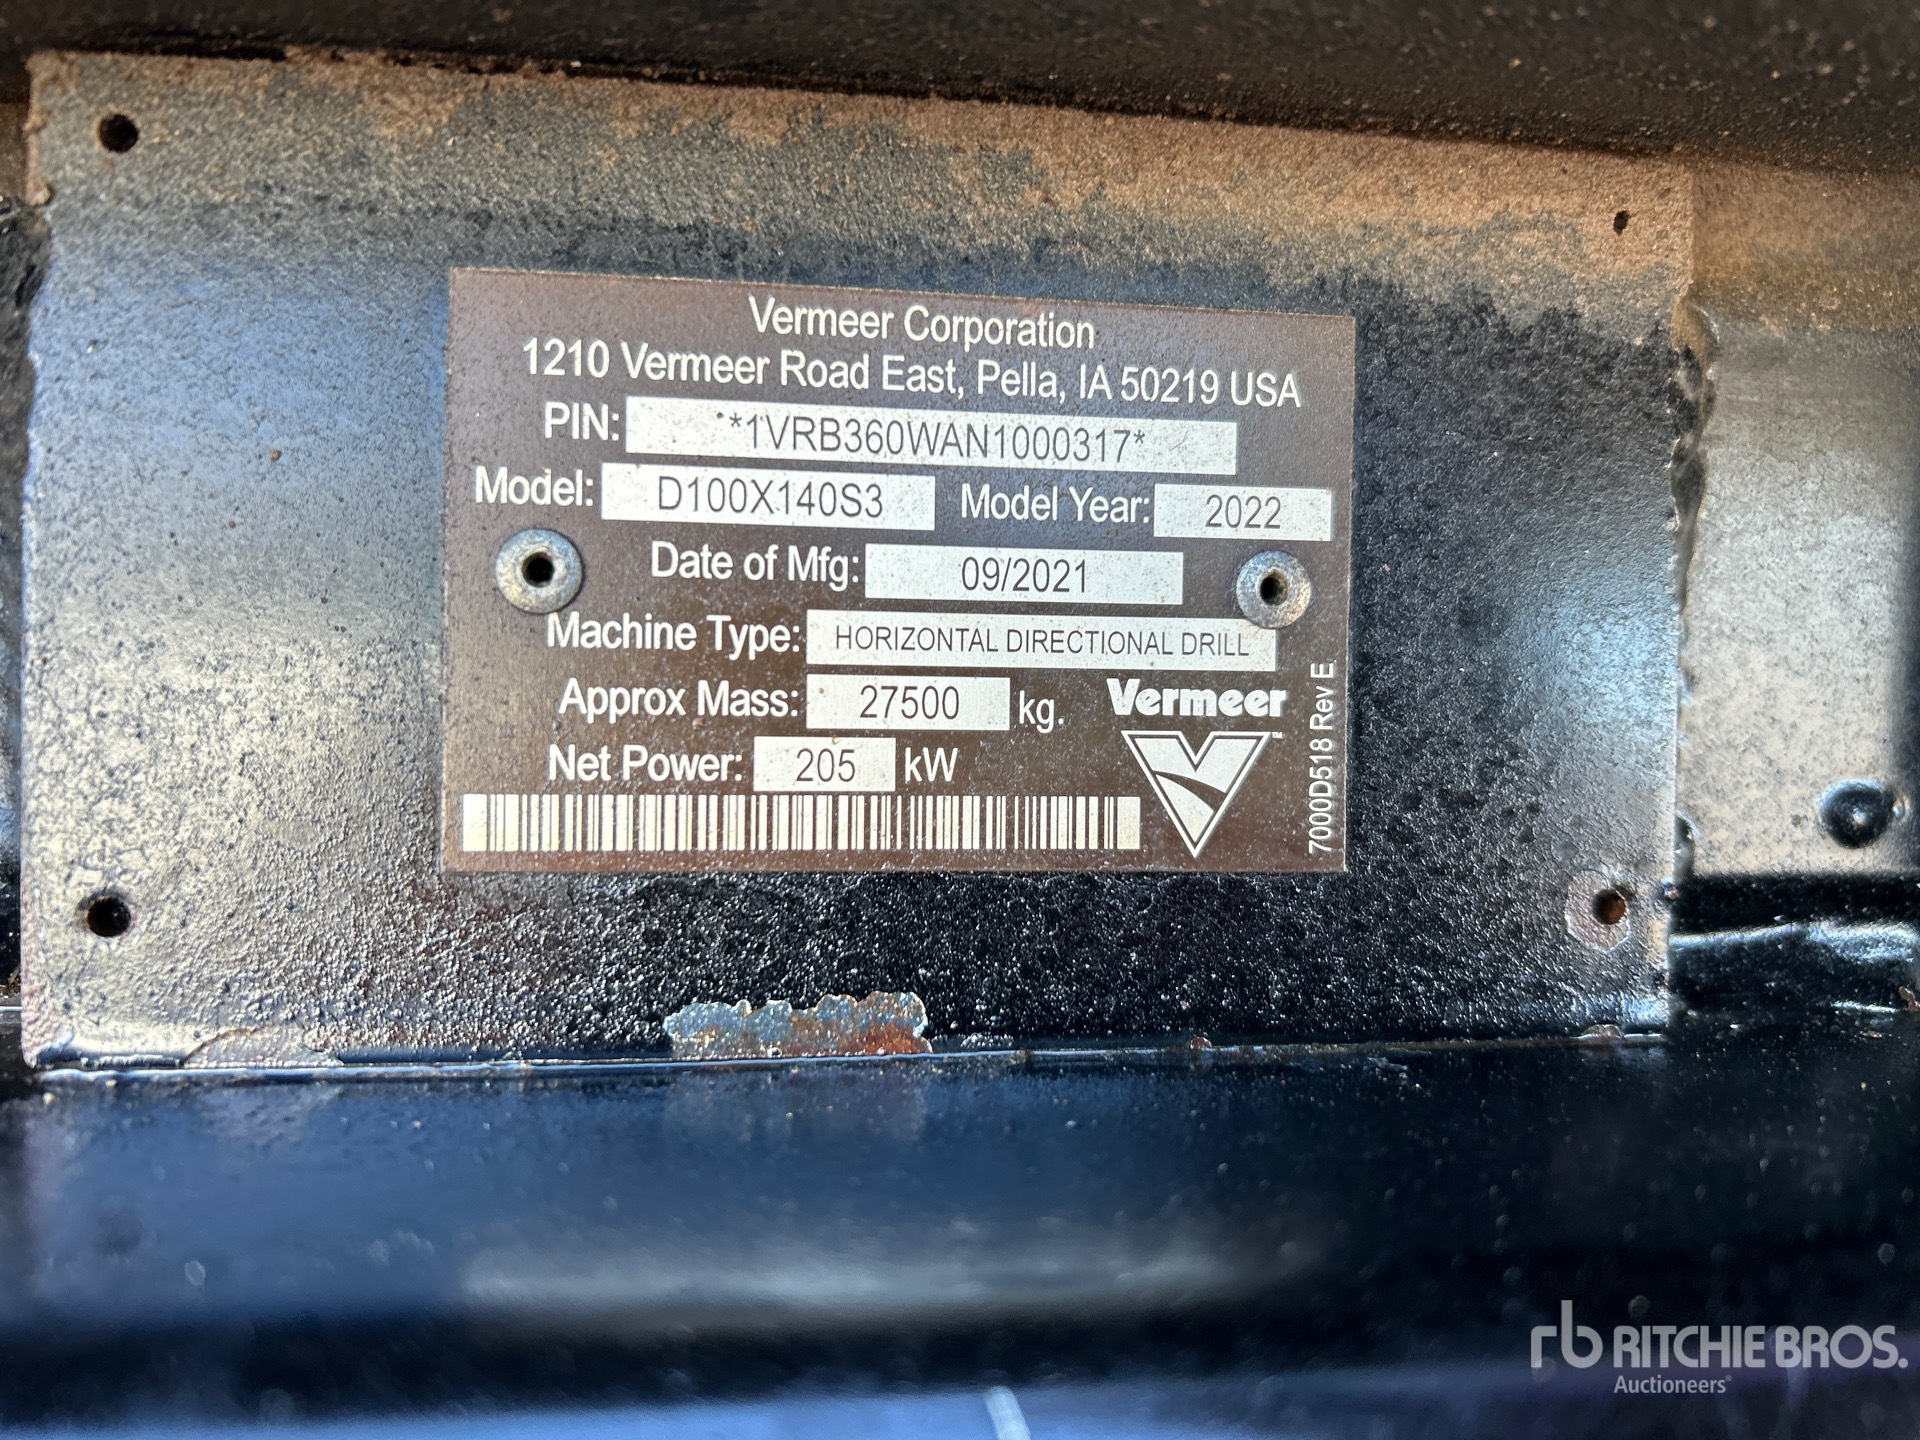 Vermeer Corporation
1210 Vermeer Road East, Pella, IA 50219 USA
PIN: **1VRB360WAN1000317*
Model: D100X140S3 Model Year: 2022
Date of Mfg: 09/2021
Machine Type: HORIZONTAL DIRECTIONAL DRILL
Approx Mass: 27500 kg.
Net Power: 205 kW
Vermeer
™
7000D518 Rev E
rb RITCHIE BROS.
Auctioneers®